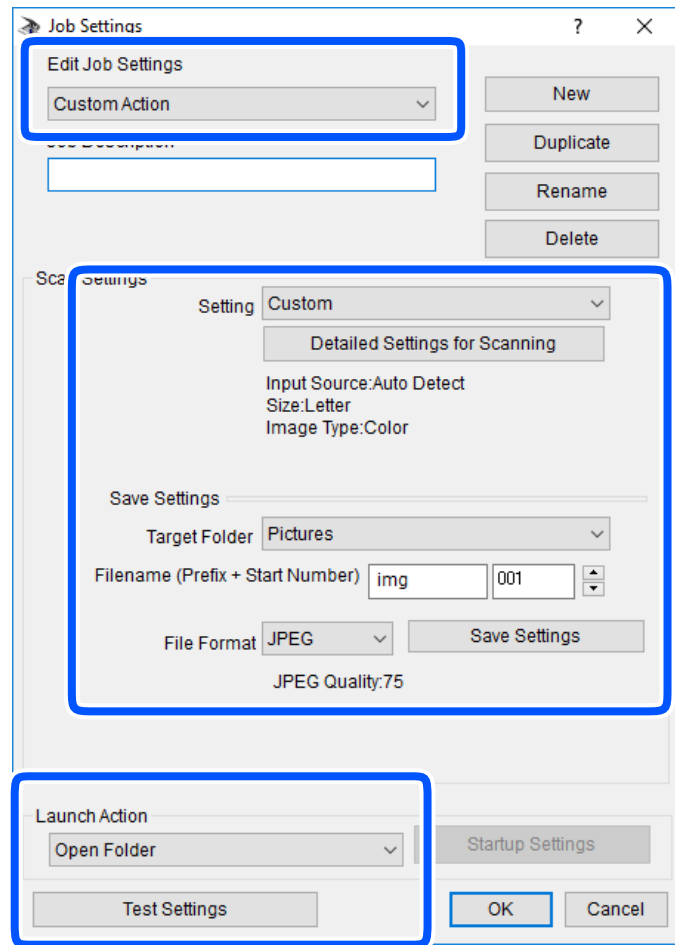 Job Settings ?
Edit Job Settings
Custom Action
New
Duplicate
Rename
Delete
Scan Settings
Setting Custom
Detailed Settings for Scanning
Input Source:Auto Detect
Size:Letter
Image Type:Color
Save Settings
Target Folder Pictures
Filename (Prefix + Start Number) img 001
File Format JPEG Save Settings
JPEG Quality:75
Launch Action
Open Folder Startup Settings
Test Settings OK Cancel